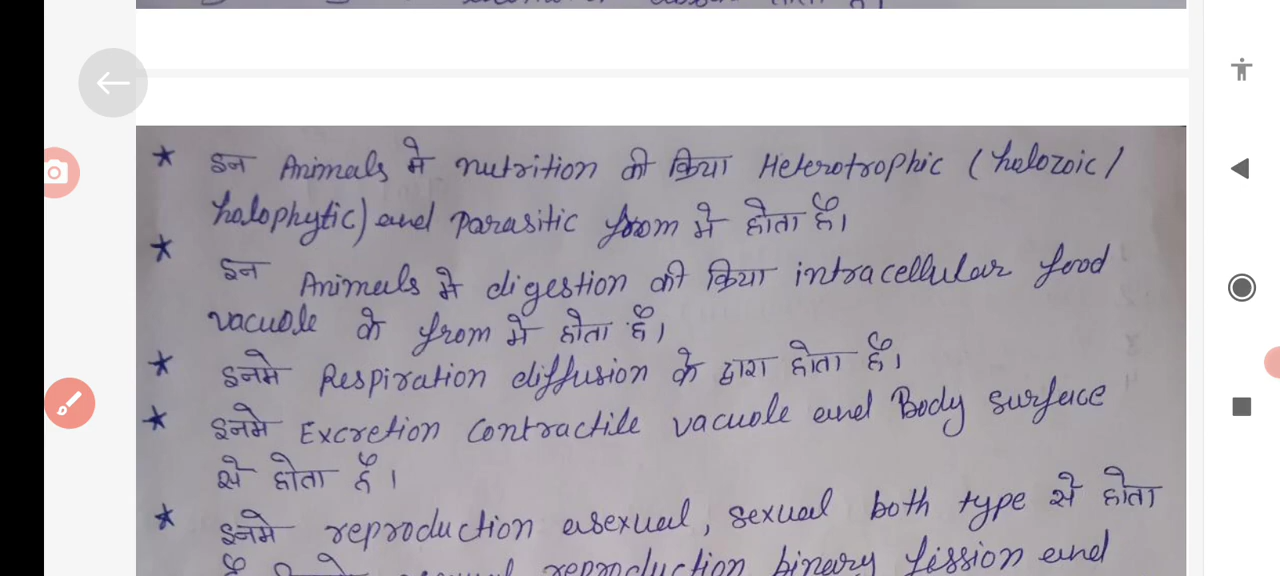 * इन Animals मे nutrition की क्रिया Heterotrophic (holozoic/
holophytic) and parasitic from मे होता है।
* इन Animals मे digestion की क्रिया intracellular food
vacuole के from मे होता है।
* इनमे Respiration diffusion के द्वारा होता है।
* इनमे Excretion contractile vacuole and Body surface
से होता है।
* इनमे reproduction asexual, sexual both type से होता
है reproduction binary fission and